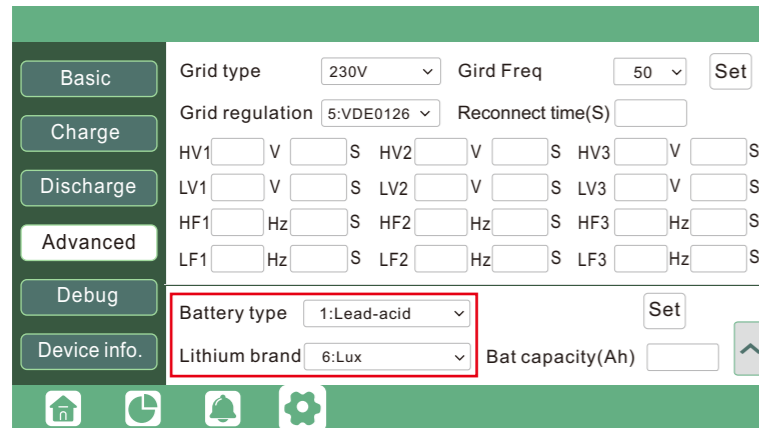 Basic
Charge
Discharge
Advanced
Debug
Device info.
Grid type 230V Gird Freq 50 Set
Grid regulation 5:VDE0126 Reconnect time(S)
HV1 V S HV2 V S HV3 V S
LV1 V S LV2 V S LV3 V S
HF1 Hz S HF2 Hz S HF3 Hz S
LF1 Hz S LF2 Hz S LF3 Hz S
Battery type 1:Lead-acid Set
Lithium brand 6:Lux Bat capacity(Ah)